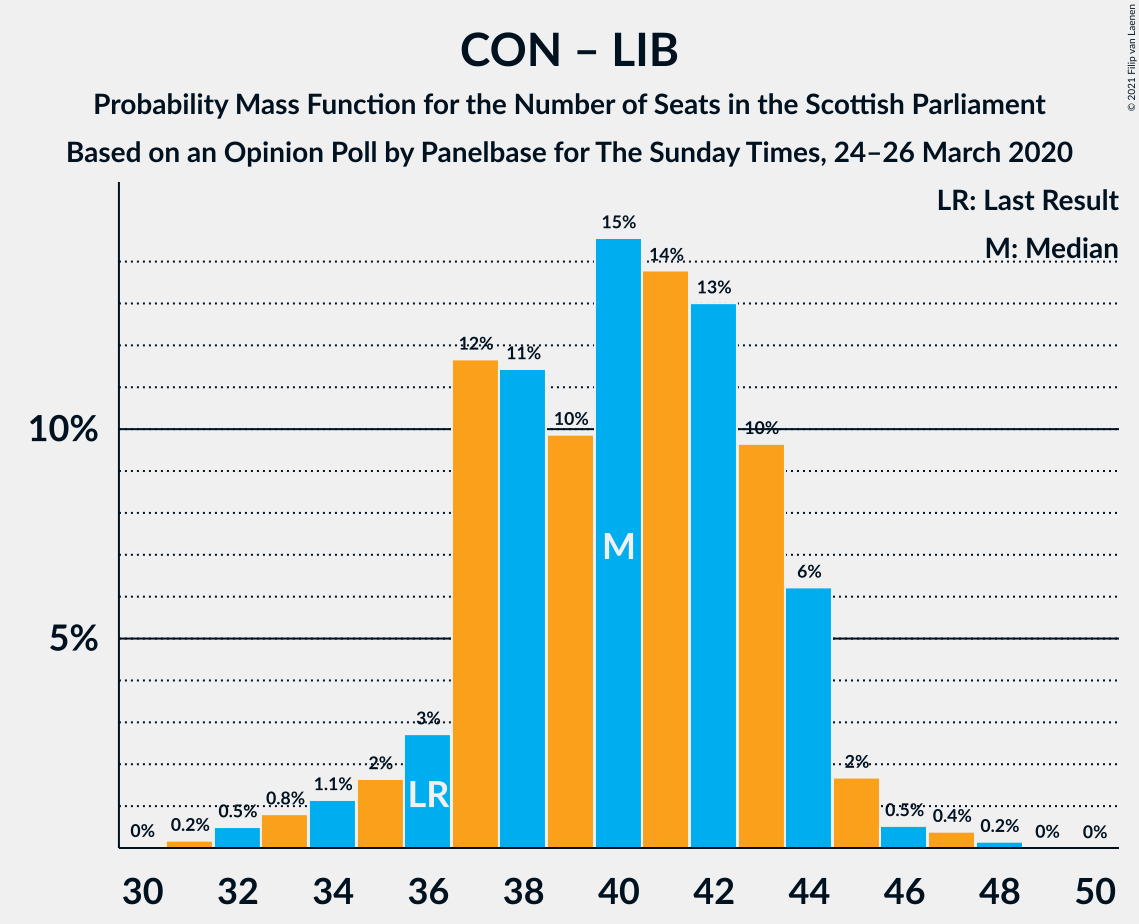 CON – LIB
Probability Mass Function for the Number of Seats in the Scottish Parliament
Based on an Opinion Poll by Panelbase for The Sunday Times, 24–26 March 2020
© 2021 Filip van Laenen
LR: Last Result
M: Median
10%
5%
0%
0.2%
0.5%
0.8%
1.1%
2%
3%
12%
11%
10%
15%
14%
13%
10%
6%
2%
0.5%
0.4%
0.2%
0%
0%
LR
M
30 32 34 36 38 40 42 44 46 48 50